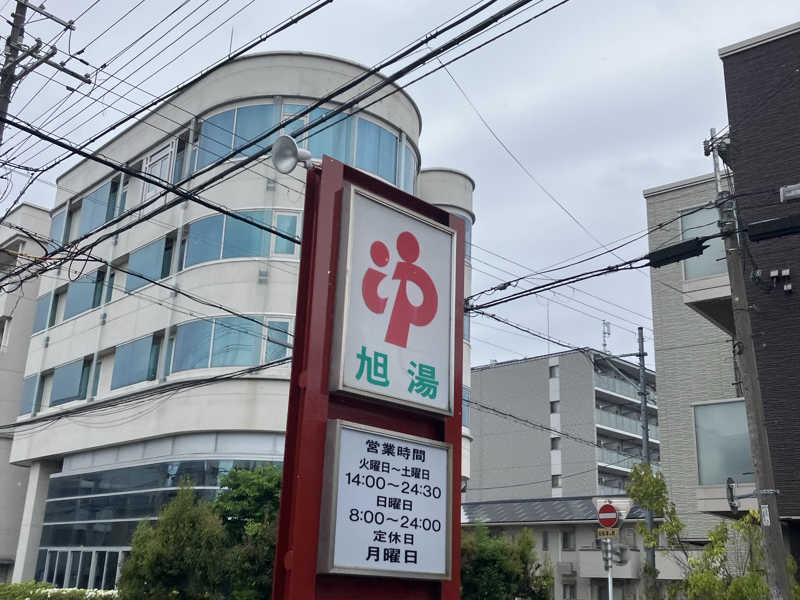 旭湯
営業時間
火曜日〜土曜日
14:00〜24:30
日曜日
8:00〜24:00
定休日
月曜日